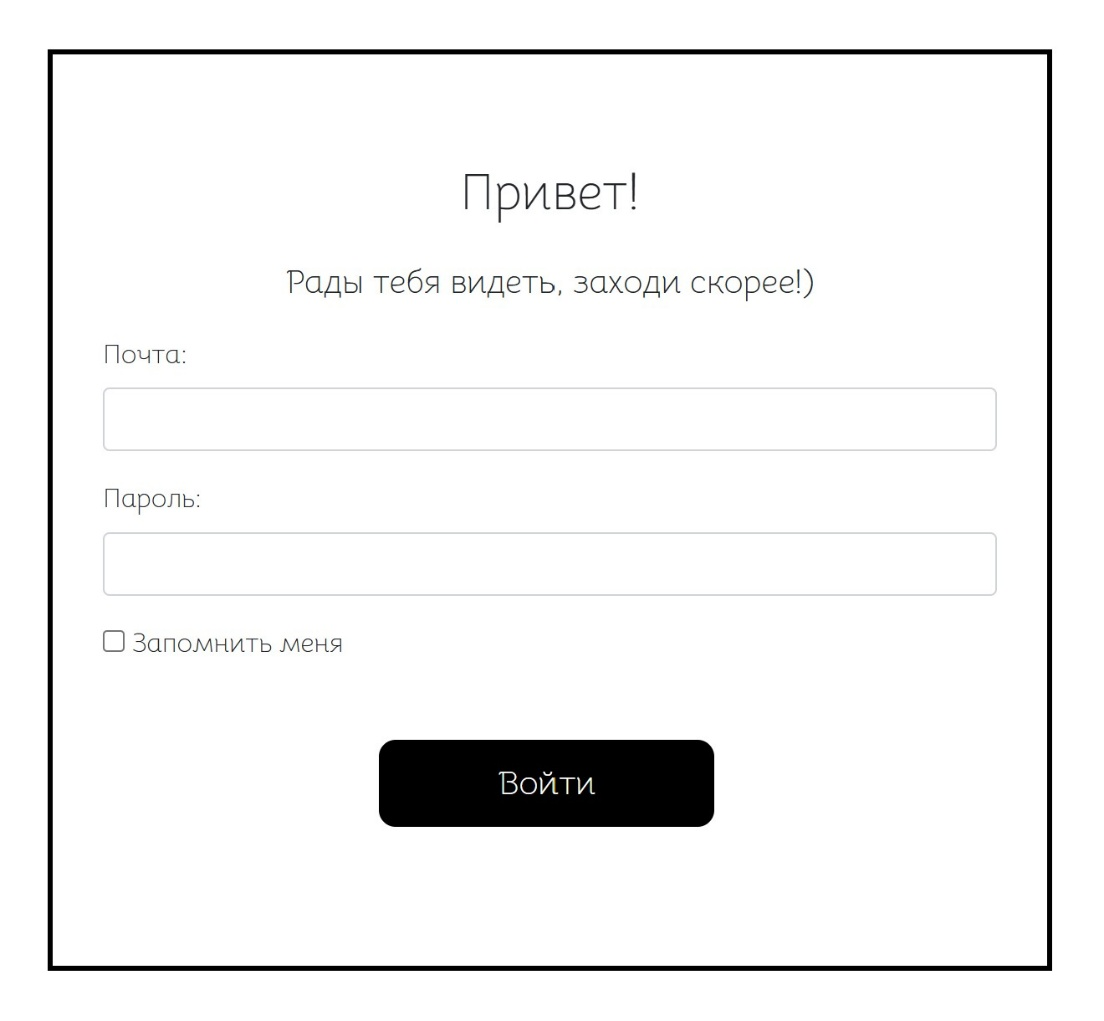 Привет!
Рады тебя видеть, заходи скорее!)
Почта:
Пароль:
Запомнить меня
Войти